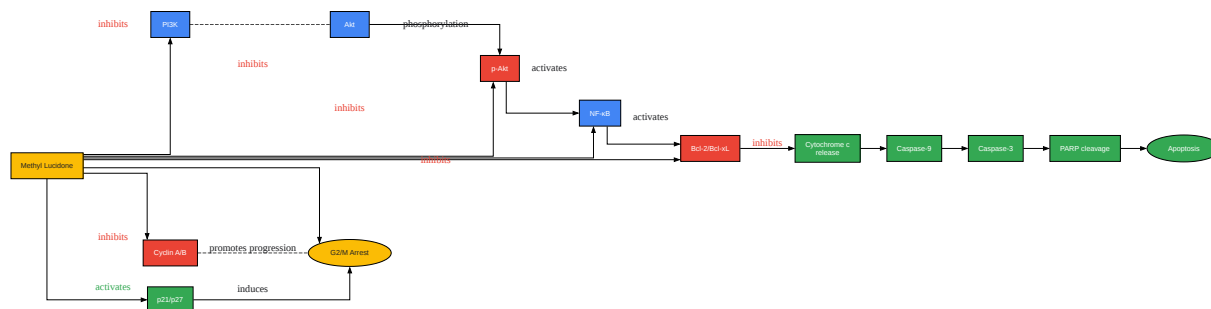 inhibits
PI3K
Akt
phosphorylation
inhibits
p-Akt
activates
inhibits
NF-κB
activates
Methyl Lucidone
inhibits
Bcl-2/Bcl-xL
inhibits
Cytochrome c
release
Caspase-9
Caspase-3
PARP cleavage
Apoptosis
inhibits
Cyclin A/B
promotes progression
G2/M Arrest
activates
p21/p27
induces